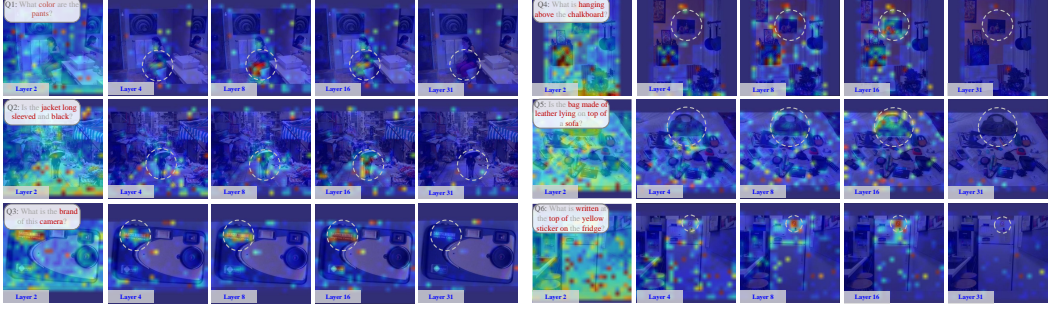 Q1: What color are the
pants?
Layer 2
Layer 4
Layer 8
Layer 16
Layer 31
Q4: What is hanging
above the chalkboard?
Layer 2
Layer 4
Layer 8
Layer 16
Layer 31
Q2: Is the jacket long
sleeved and black?
Layer 2
Layer 4
Layer 8
Layer 16
Layer 31
Q5: Is the bag made of
leather lying on top of
a sofa?
Layer 2
Layer 4
Layer 8
Layer 16
Layer 31
Q3: What is the brand
of this camera?
Layer 2
Layer 4
Layer 8
Layer 16
Layer 31
Q6: What is written at
the top of the yellow
sticker on the fridge?
Layer 2
Layer 4
Layer 8
Layer 16
Layer 31